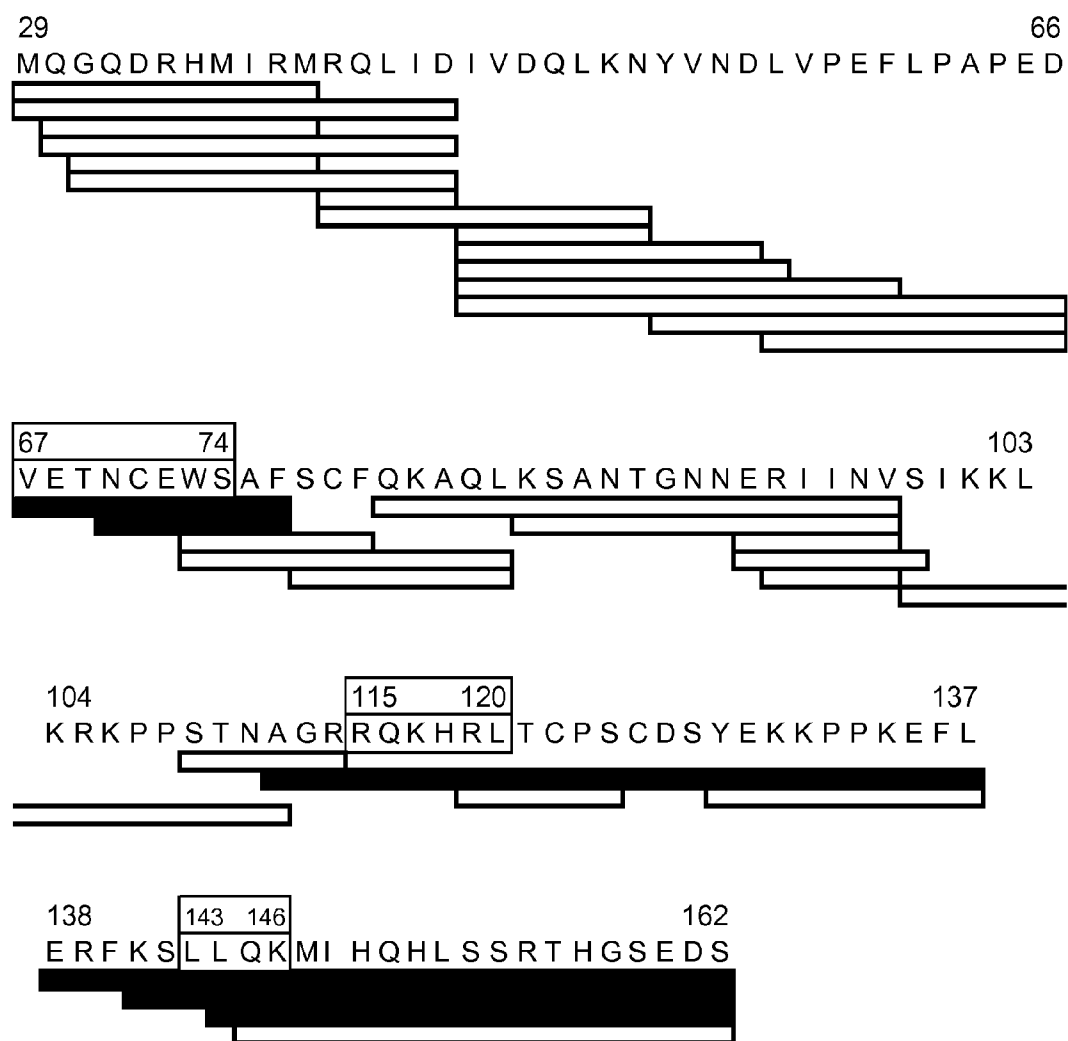 29 66
MQGQDRHMIRMRQLIDIVDQLKNYVNDLVPEFLPAPED
67 74 103
VETNCEWSAFSCFQKAQLKSANTGNNERIINVSIKKL
104 115 120 137
KRKPPSTNAGRRQKHRLTCPSCDSYEKKPPKEFL
138 143 146 162
ERFKSLLQKMIHQHLSSRTHGSEDS